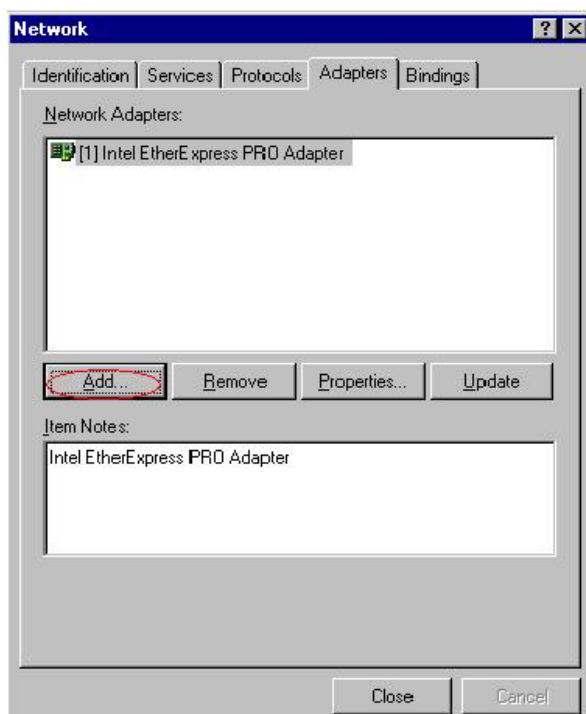 Network
Identification Services Protocols Adapters Bindings
Network Adapters:
[1] Intel EtherExpress PRO Adapter
Add... Remove Properties... Update
Item Notes:
Intel EtherExpress PRO Adapter
Close Cancel